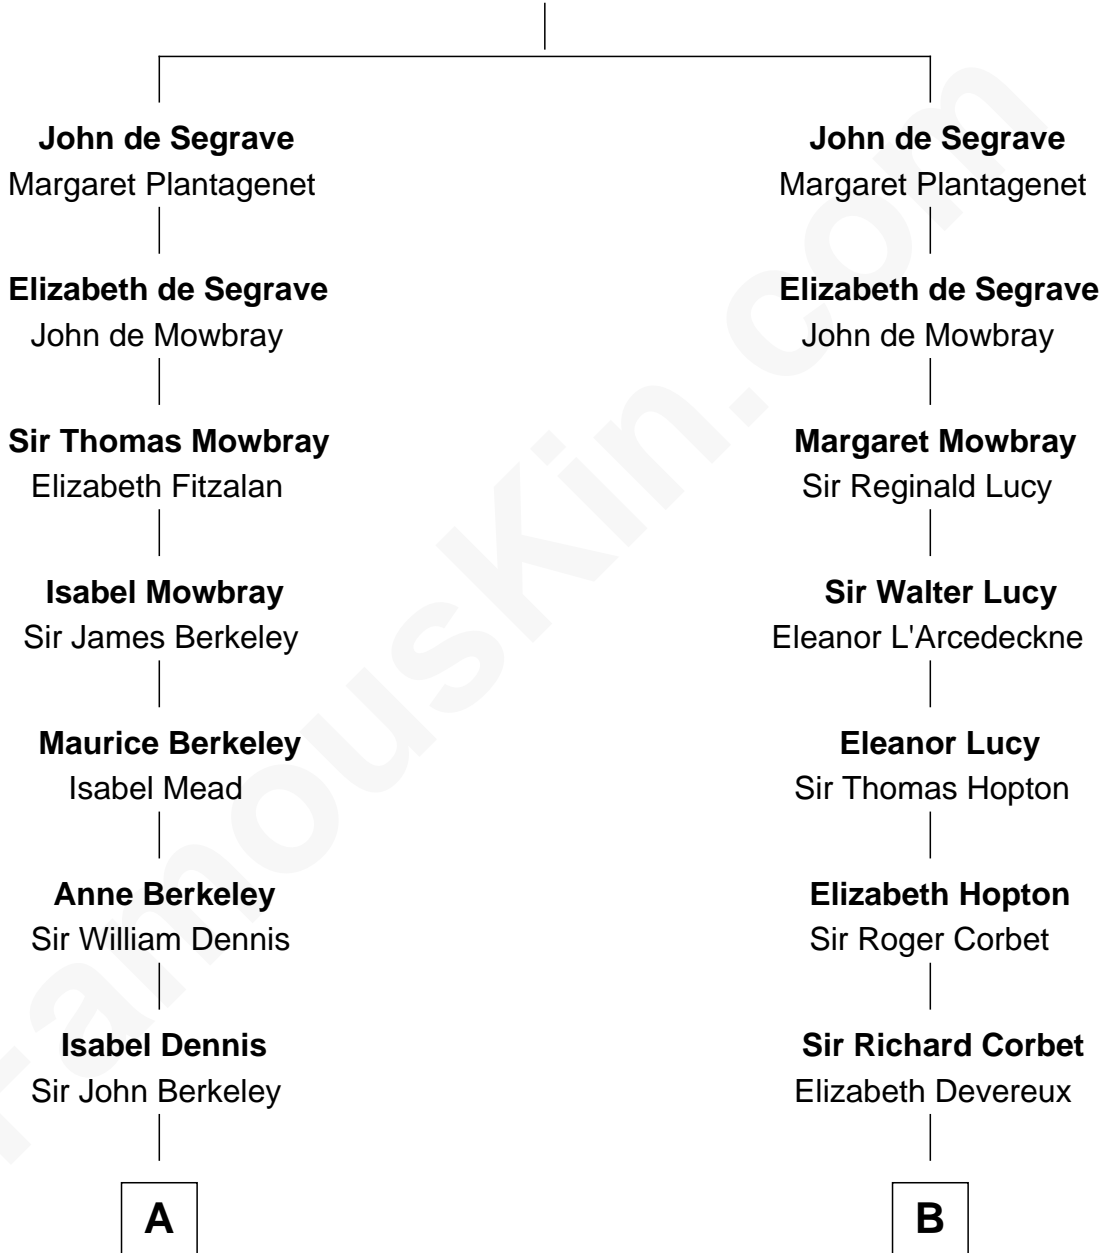 John de Segrave
Margaret Plantagenet
Elizabeth de Segrave
John de Mowbray
Sir Thomas Mowbray
Elizabeth Fitzalan
Isabel Mowbray
Sir James Berkeley
Maurice Berkeley
Isabel Mead
Anne Berkeley
Sir William Dennis
Isabel Dennis
Sir John Berkeley
A
John de Segrave
Margaret Plantagenet
Elizabeth de Segrave
John de Mowbray
Margaret Mowbray
Sir Reginald Lucy
Sir Walter Lucy
Eleanor L'Arcedeckne
Eleanor Lucy
Sir Thomas Hopton
Elizabeth Hopton
Sir Roger Corbet
Sir Richard Corbet
Elizabeth Devereux
B
FamousKin.com